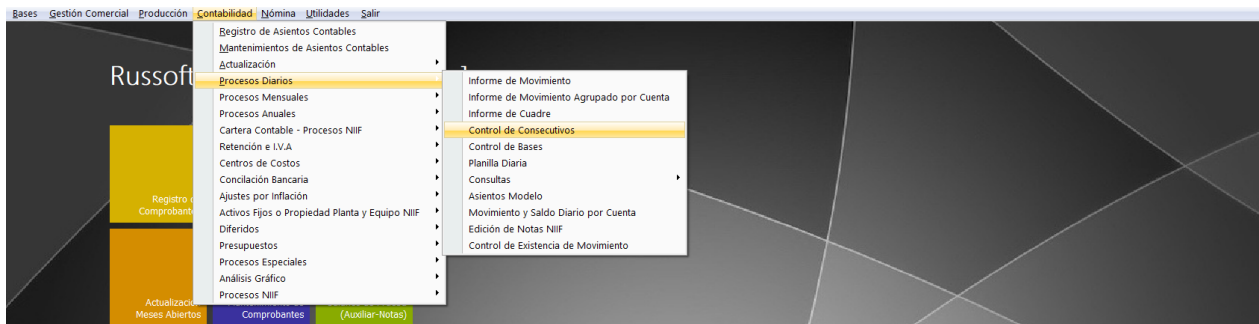 Bases Gestión Comercial Producción Contabilidad Nómina Utilidades Salir
Registro de Asientos Contables
Mantenimientos de Asientos Contables
Actualización
Procesos Diarios
Procesos Mensuales
Procesos Anuales
Cartera Contable - Procesos NIIF
Retención e I.V.A
Centros de Costos
Concilación Bancaria
Ajustes por Inflación
Activos Fijos o Propiedad Planta y Equipo NIIF
Diferidos
Presupuestos
Procesos Especiales
Análisis Gráfico
Procesos NIIF
Informe de Movimiento
Informe de Movimiento Agrupado por Cuenta
Informe de Cuadre
Control de Consecutivos
Control de Bases
Planilla Diaria
Consultas
Asientos Modelo
Movimiento y Saldo Diario por Cuenta
Edición de Notas NIIF
Control de Existencia de Movimiento
Russoft
Registro
Meses Abiertos
Comprobantes
(Auxiliar-Notas)